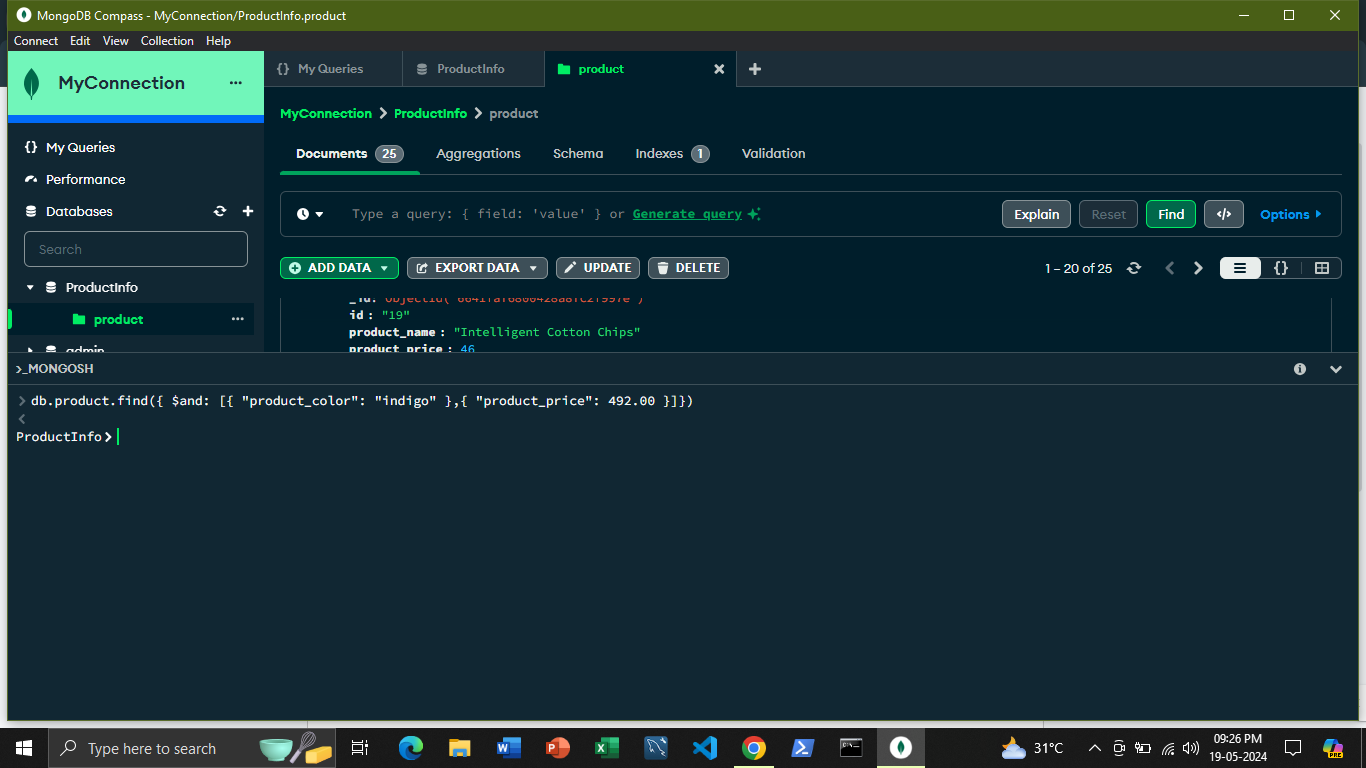 MongoDB Compass - MyConnection/ProductInfo.product
Connect Edit View Collection Help
MyConnection
{} My Queries
ProductInfo
product
MyConnection > ProductInfo > product
{} My Queries
Performance
Databases
Search
ProductInfo
product
admin
Documents 25 Aggregations Schema Indexes 1 Validation
Type a query: { field: 'value' } or Generate query
Explain Reset Find </> Options
ADD DATA EXPORT DATA UPDATE DELETE
1 – 20 of 25
{}
_id: ObjectId('6641faf6800428a8fc2f997e')
id : "19"
product_name : "Intelligent Cotton Chips"
product_price : 46
>_MONGOSH
> db.product.find({ $and: [{ "product_color": "indigo" },{ "product_price": 492.00 }]})
<
ProductInfo>
Type here to search
31°C
09:26 PM
19-05-2024
PRE